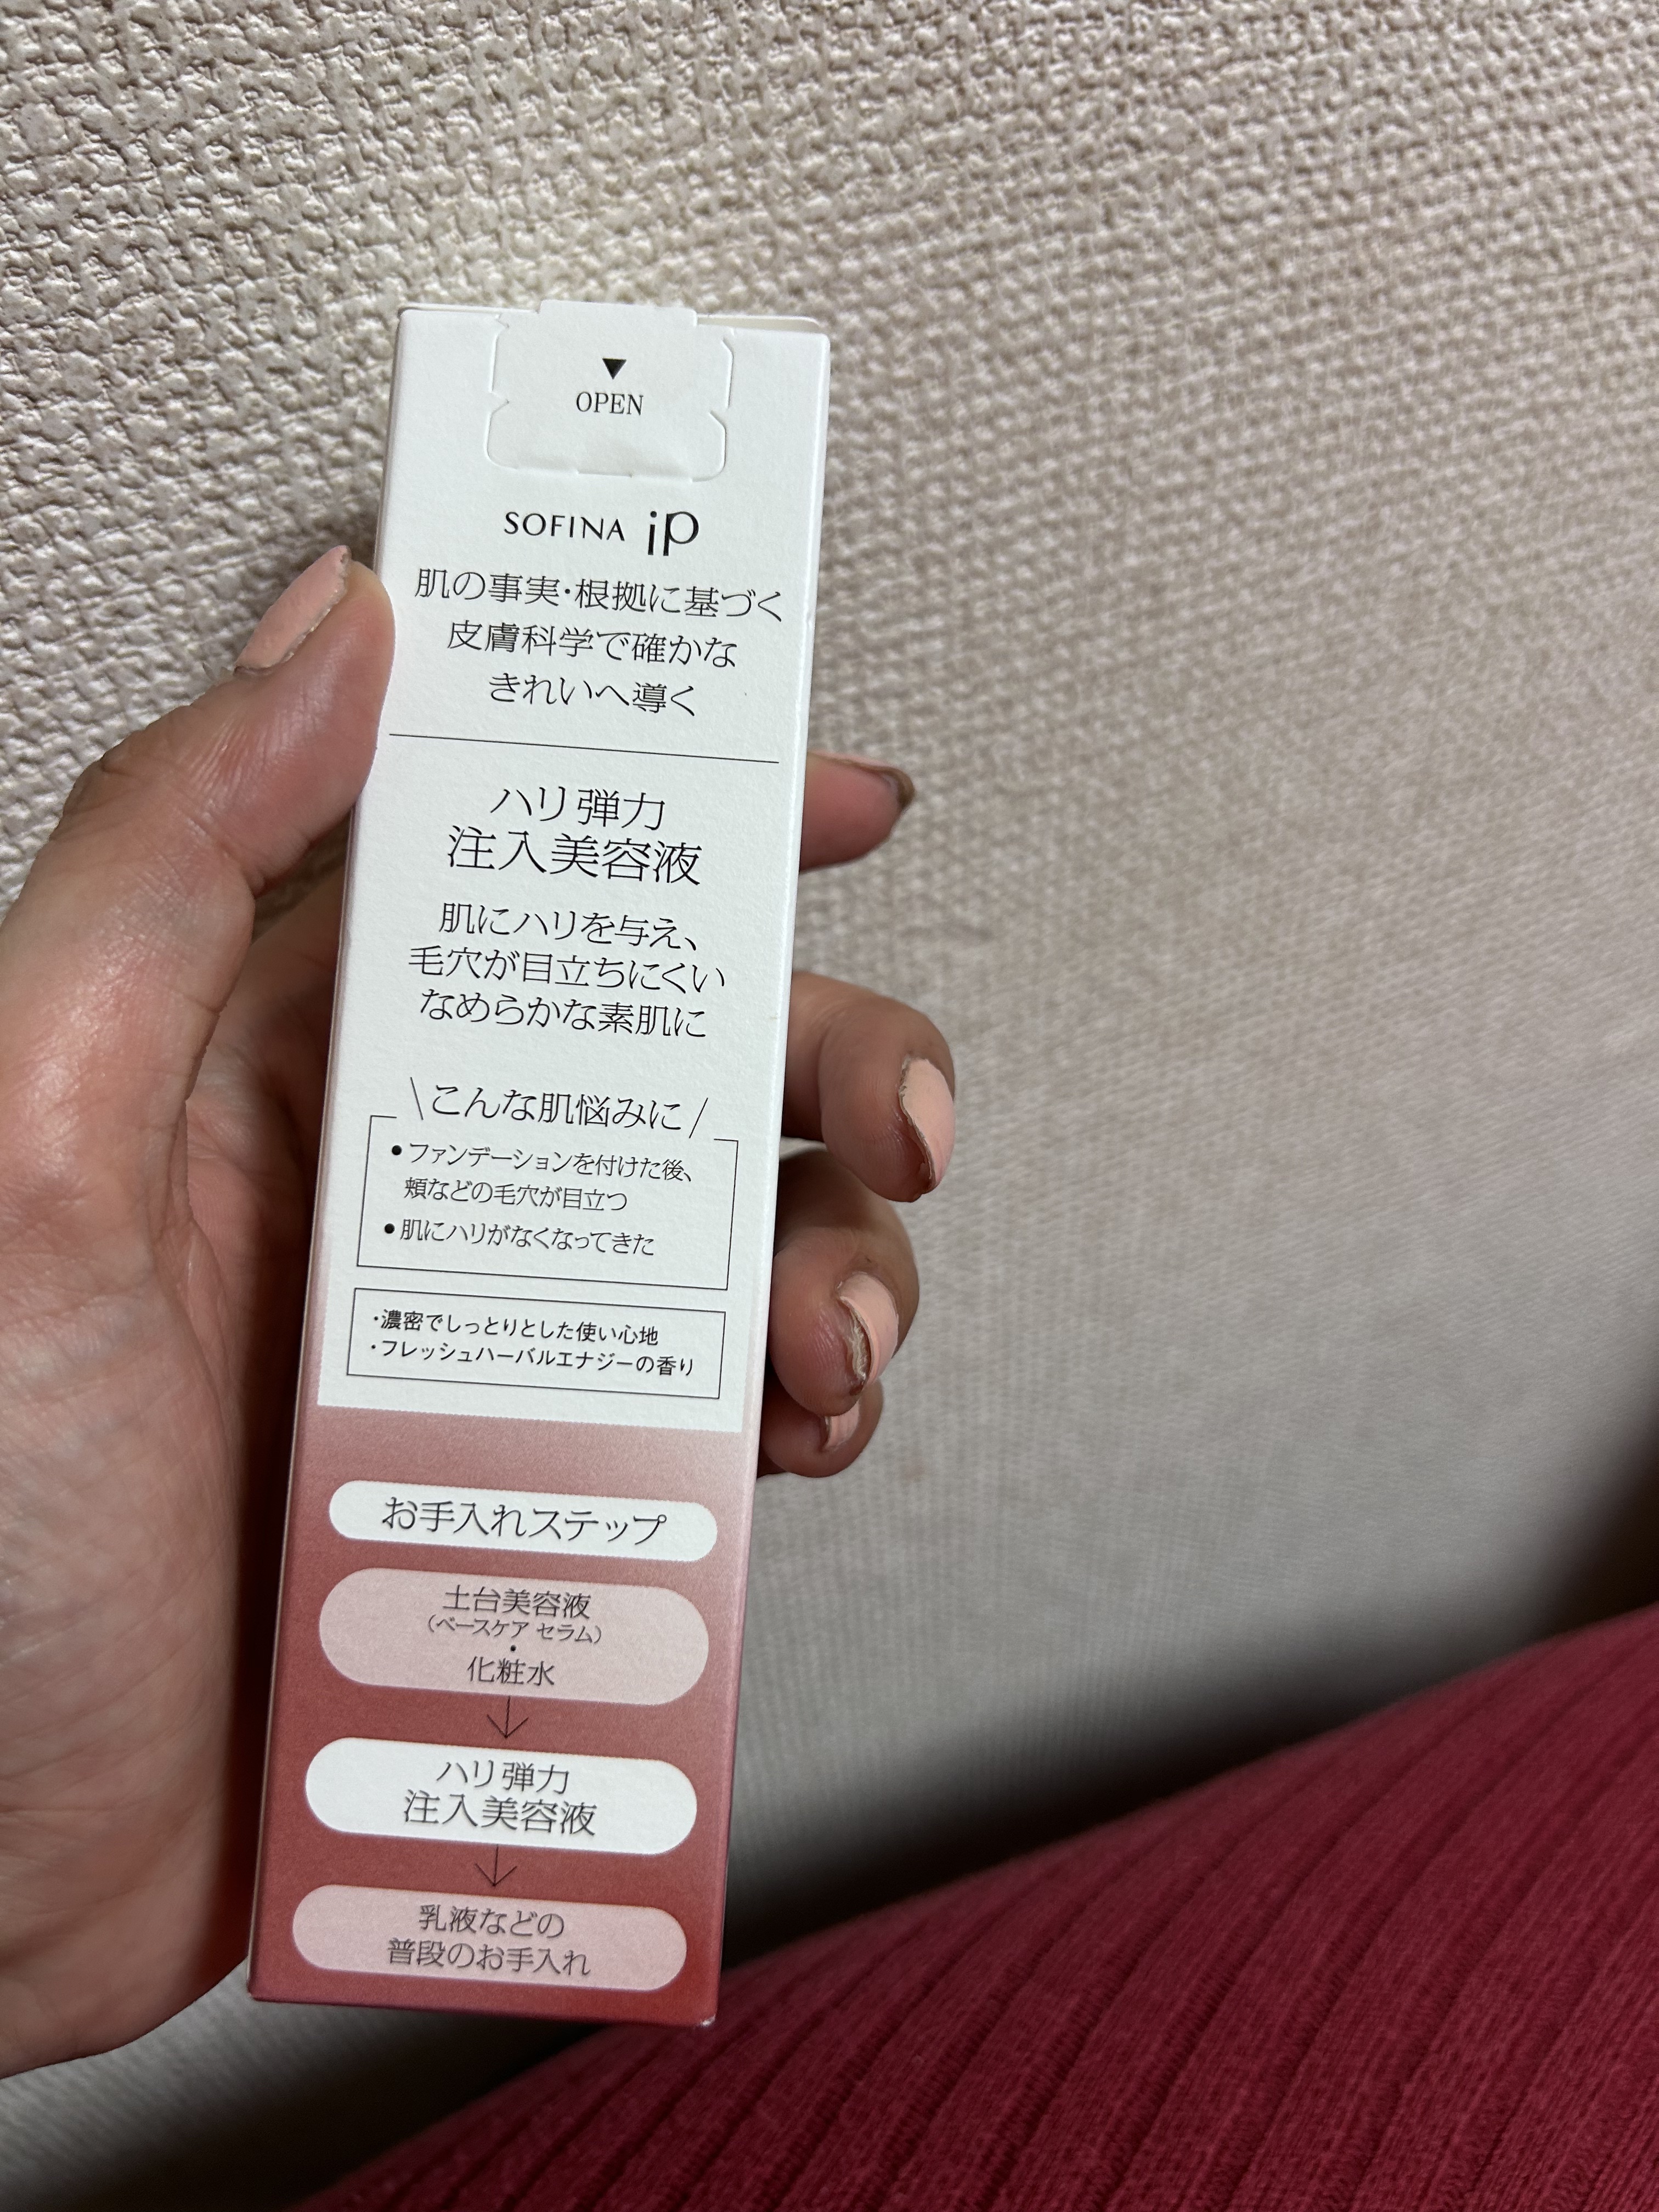 ▼
OPEN
SOFINA iP
肌の事実・根拠に基づく
皮膚科学で確かな
きれいへ導く
ハリ弾力
注入美容液
肌にハリを与え、
毛穴が目立ちにくい
なめらかな素肌に
\こんな肌悩みに/
●ファンデーションを付けた後、
頬などの毛穴が目立つ
●肌にハリがなくなってきた
・濃密でしっとりとした使い心地
・フレッシュハーバルエナジーの香り
お手入れステップ
土台美容液
（ベースケア セラム）
・
化粧水
ハリ弾力
注入美容液
乳液などの
普段のお手入れ